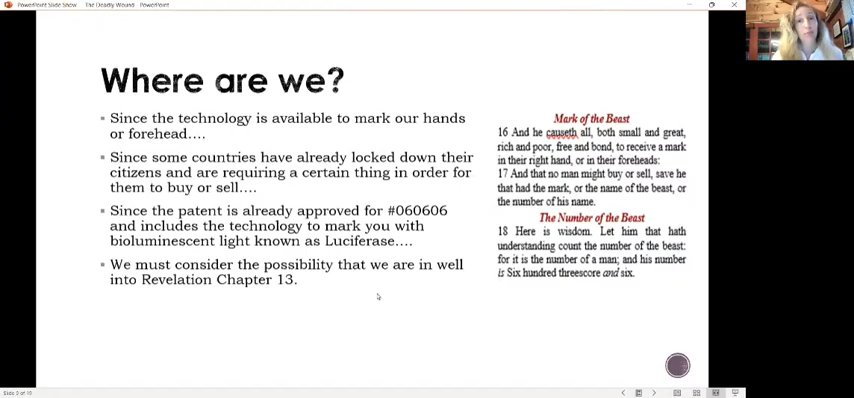 PowerPoint Slide Show - The Deadly Wound - PowerPoint
Where are we?
Since the technology is available to mark our hands
or forehead....
Since some countries have already locked down their
citizens and are requiring a certain thing in order for
them to buy or sell....
Since the patent is already approved for #060606
and includes the technology to mark you with
bioluminescent light known as Luciferase....
We must consider the possibility that we are in well
into Revelation Chapter 13.
Mark of the Beast
16 And he causeth all, both small and great,
rich and poor, free and bond, to receive a mark
in their right hand, or in their foreheads:
17 And that no man might buy or sell, save he
that had the mark, or the name of the beast, or
the number of his name.
The Number of the Beast
18 Here is wisdom. Let him that hath
understanding count the number of the beast:
for it is the number of a man; and his number
is Six hundred threescore and six.